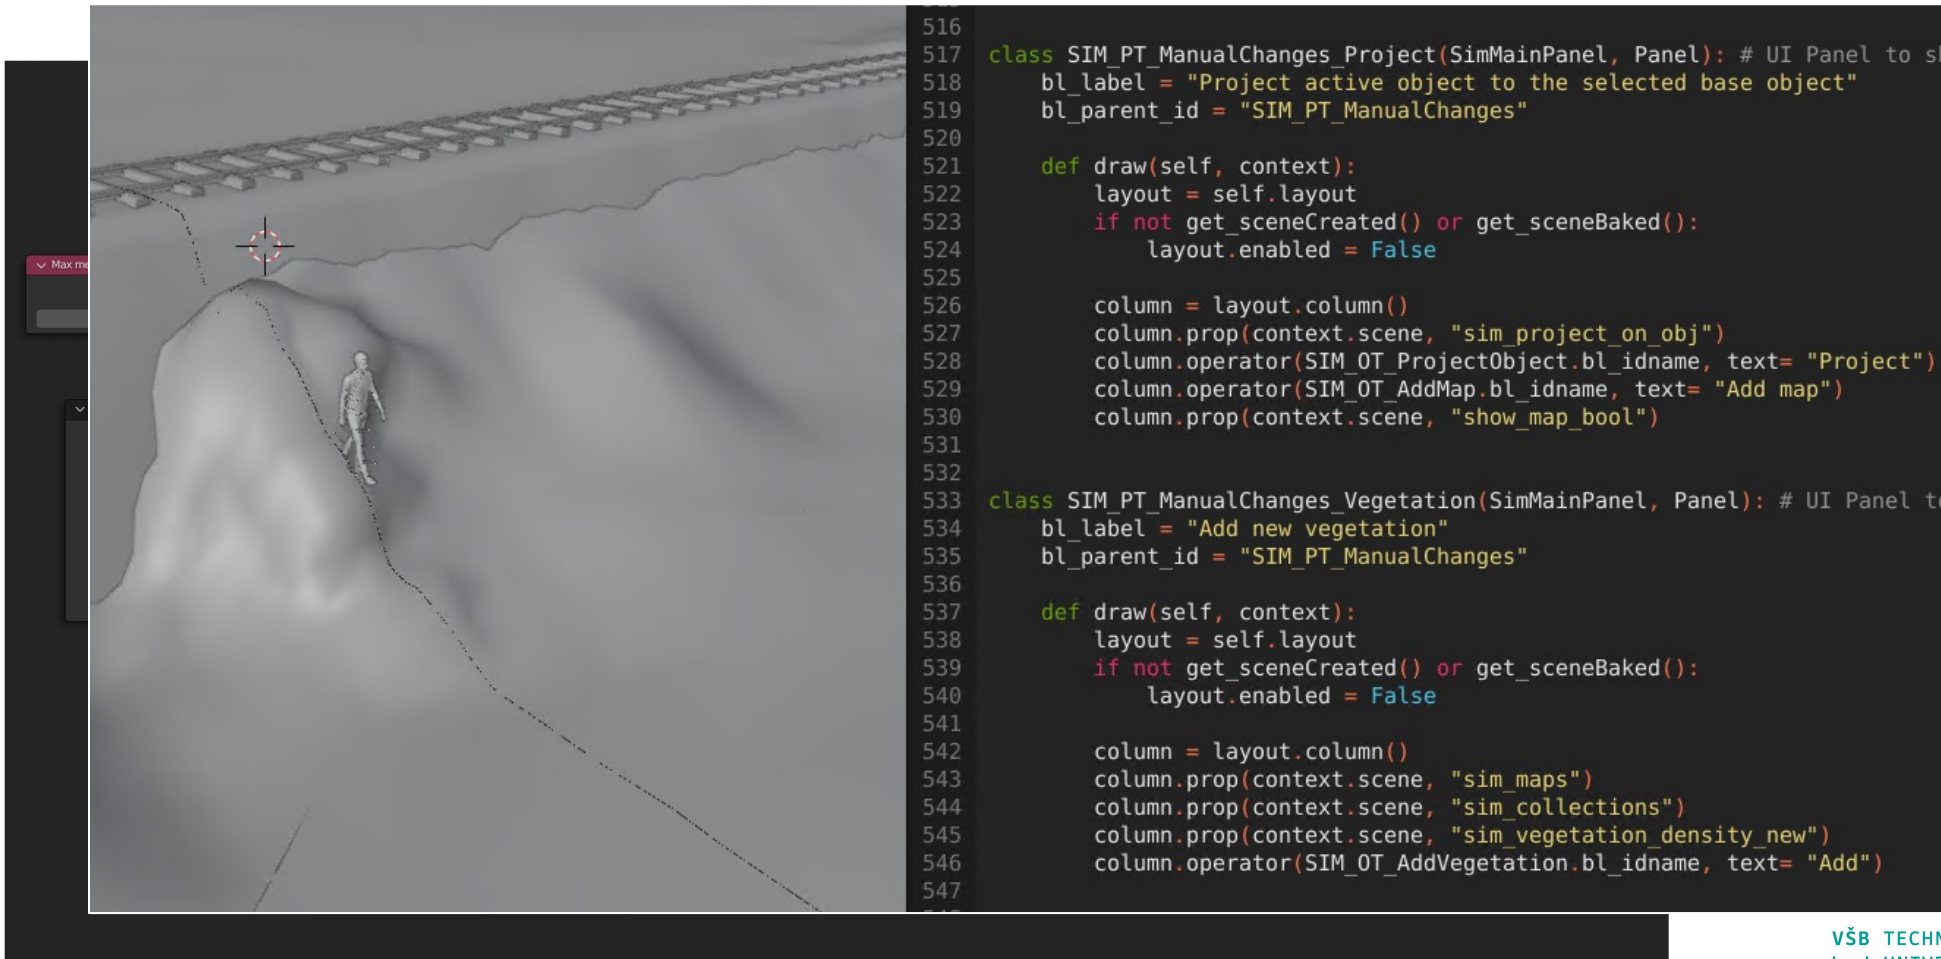 Max me
516
517 class SIM_PT_ManualChanges_Project(SimMainPanel, Panel): # UI Panel to
518 bl_label = "Project active object to the selected base object"
519 bl_parent_id = "SIM_PT_ManualChanges"
520
521 def draw(self, context):
522 layout = self.layout
523 if not get_sceneCreated() or get_sceneBaked():
524 layout.enabled = False
525
526 column = layout.column()
527 column.prop(context.scene, "sim_project_on_obj")
528 column.operator(SIM_OT_ProjectObject.bl_idname, text= "Project")
529 column.operator(SIM_OT_AddMap.bl_idname, text= "Add map")
530 column.prop(context.scene, "show_map_bool")
531
532
533 class SIM_PT_ManualChanges_Vegetation(SimMainPanel, Panel): # UI Panel
534 bl_label = "Add new vegetation"
535 bl_parent_id = "SIM_PT_ManualChanges"
536
537 def draw(self, context):
538 layout = self.layout
539 if not get_sceneCreated() or get_sceneBaked():
540 layout.enabled = False
541
542 column = layout.column()
543 column.prop(context.scene, "sim_maps")
544 column.prop(context.scene, "sim_collections")
545 column.prop(context.scene, "sim_vegetation_density_new")
546 column.operator(SIM_OT_AddVegetation.bl_idname, text= "Add")
547
VŠB TECHN